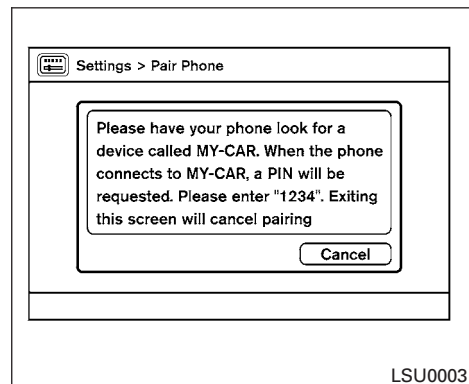 Settings > Pair Phone
Please have your phone look for a
device called MY-CAR. When the phone
connects to MY-CAR, a PIN will be
requested. Please enter "1234". Exiting
this screen will cancel pairing
Cancel
LSU0003